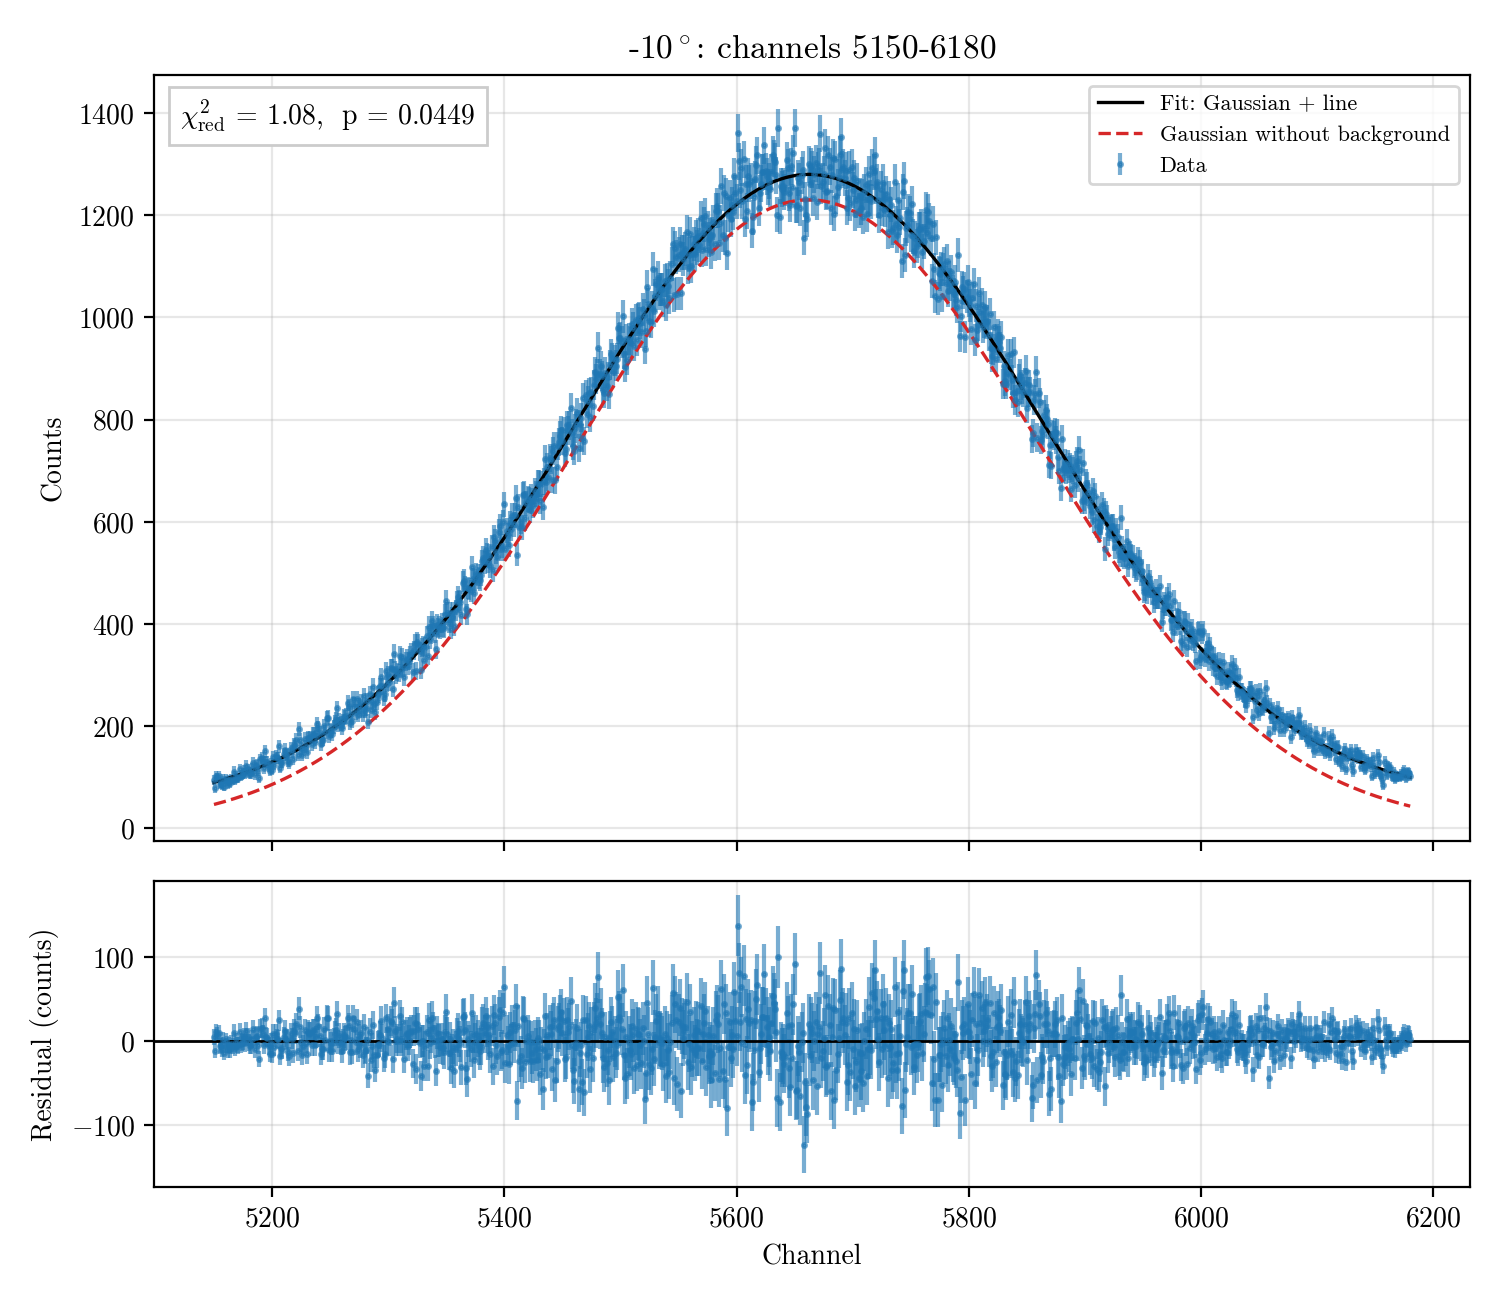 -10°: channels 5150-6180
χ²red = 1.08, p = 0.0449
Fit: Gaussian + line
Gaussian without background
Data
Counts
1400
1200
1000
800
600
400
200
0
Residual (counts)
100
0
−100
5200 5400 5600 5800 6000 6200
Channel